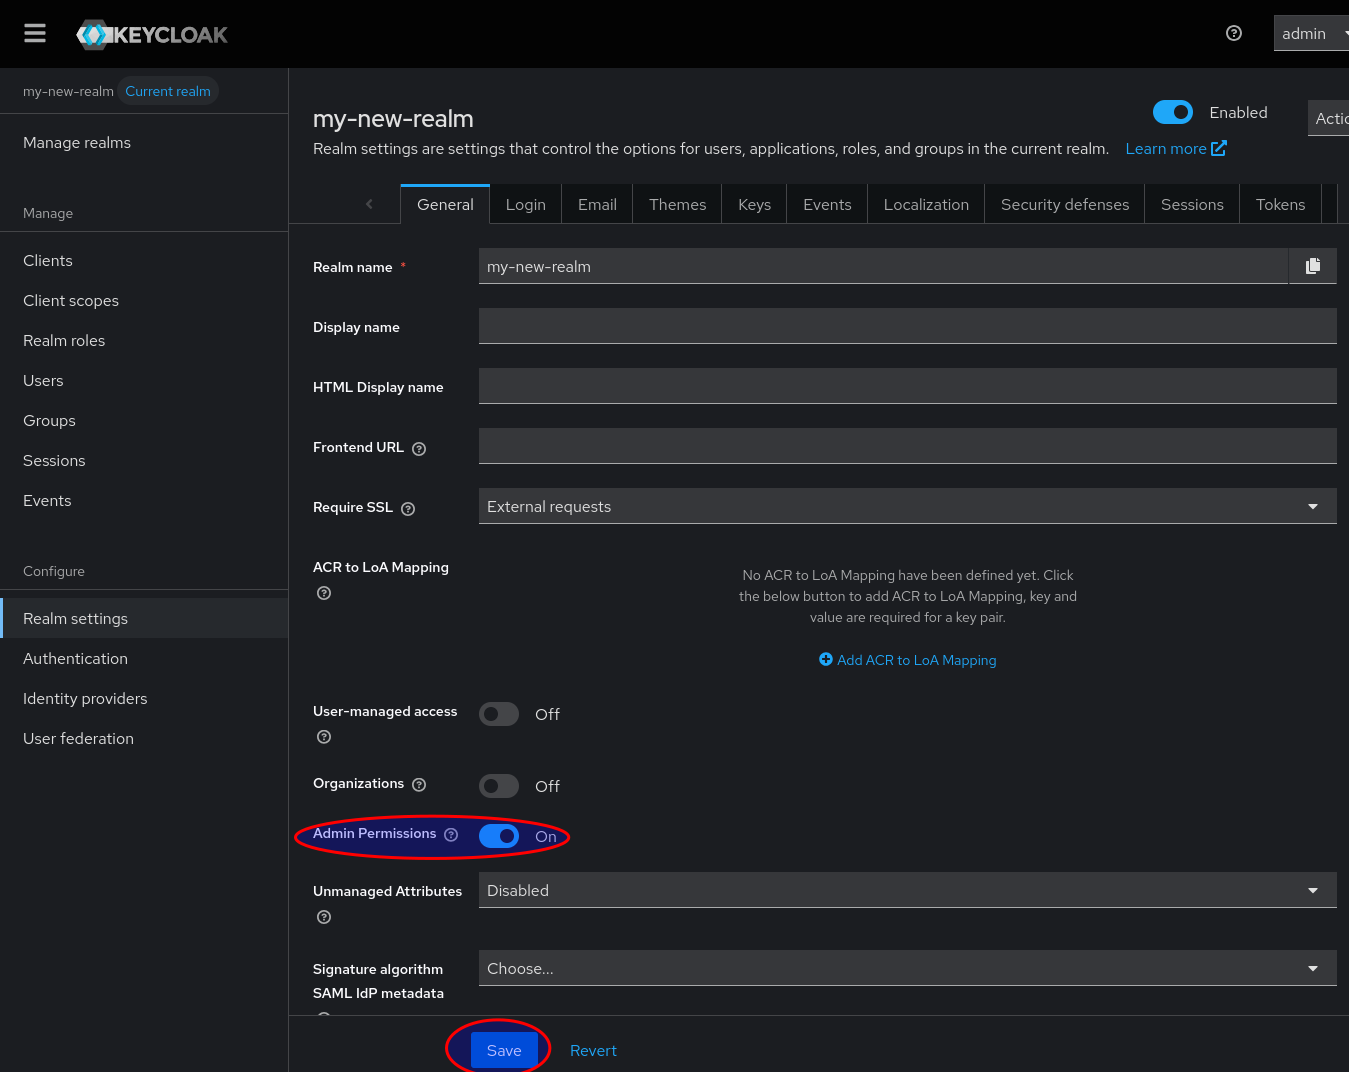 KEYCLOAK
admin
my-new-realm Current realm
Manage realms
Manage
Clients
Client scopes
Realm roles
Users
Groups
Sessions
Events
Configure
Realm settings
Authentication
Identity providers
User federation
my-new-realm
Enabled
Actio
Realm settings are settings that control the options for users, applications, roles, and groups in the current realm. Learn more
General
Login
Email
Themes
Keys
Events
Localization
Security defenses
Sessions
Tokens
Realm name *
my-new-realm
Display name
HTML Display name
Frontend URL
Require SSL
External requests
ACR to LoA Mapping
No ACR to LoA Mapping have been defined yet. Click
the below button to add ACR to LoA Mapping, key and
value are required for a key pair.
Add ACR to LoA Mapping
User-managed access
Off
Organizations
Off
Admin Permissions
On
Unmanaged Attributes
Disabled
Signature algorithm
SAML IdP metadata
Choose...
Save
Revert